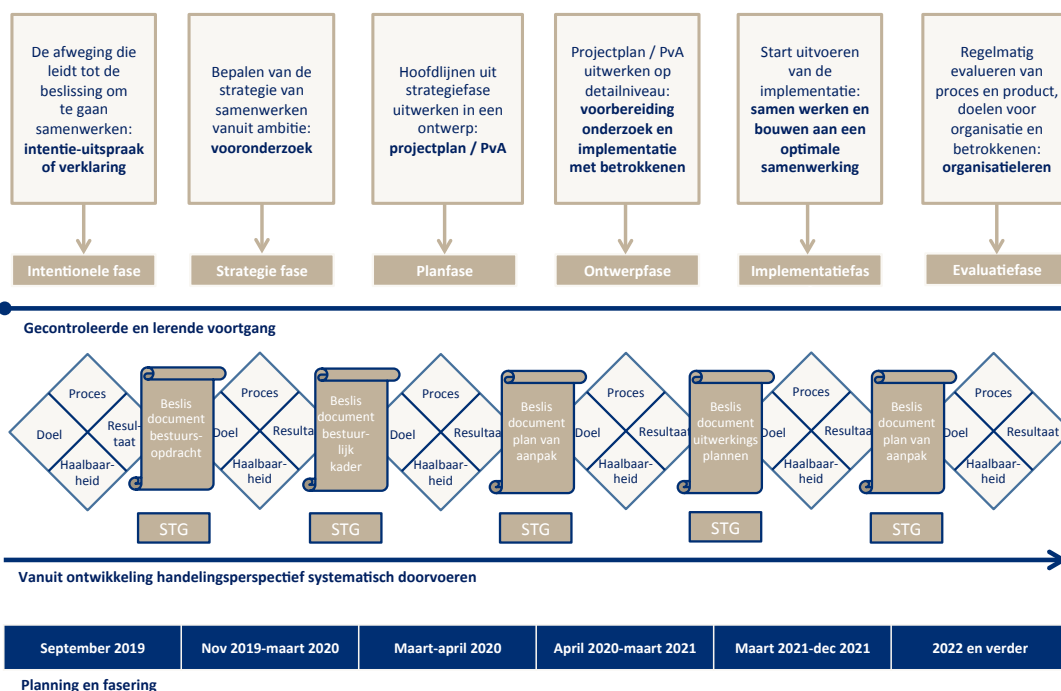 De afweging die
leidt tot de
beslissing om
te gaan
samenwerken:
intentie-uitspraak
of verklaring
Bepalen van de
strategie van
samenwerken
vanuit ambitie:
vooronderzoek
Hoofdlijnen uit
strategiefase
uitwerken in een
ontwerp:
projectplan / PvA
Projectplan / PvA
uitwerken op
detailniveau:
voorbereiding
onderzoek en
implementatie
met betrokkenen
Start uitvoeren
van de
implementatie:
samen werken en
bouwen aan een
optimale
samenwerking
Regelmatig
evalueren van
proces en product,
doelen voor
organisatie en
betrokkenen:
organisatieleren
Intentionele fase
Strategie fase
Planfase
Ontwerpfase
Implementatiefas
Evaluatiefase
Gecontroleerde en lerende voortgang
Proces
Doel
Resul-
taat
Haalbaar-
heid
Beslis
document
bestuurs-
opdracht
STG
Proces
Doel
Resultaa
Haalbaar-
heid
Beslis
document
bestuur-
lijk
kader
STG
Proces
Doel
Resultaat
Haalbaar-
heid
Beslis
document
plan van
aanpak
STG
Proces
Doel
Resultaat
Haalbaar-
heid
Beslis
document
uitwerkings
plannen
STG
Proces
Doel
Resultaat
Haalbaar-
heid
Beslis
document
plan van
aanpak
STG
Proces
Doel
Resultaat
Haalbaar-
heid
Vanuit ontwikkeling handelingsperspectief systematisch doorvoeren
September 2019
Nov 2019-maart 2020
Maart-april 2020
April 2020-maart 2021
Maart 2021-dec 2021
2022 en verder
Planning en fasering